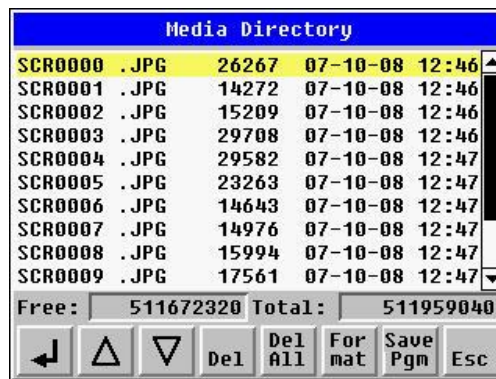 Media Directory
SCR0000 .JPG 26267 07-10-08 12:46
SCR0001 .JPG 14272 07-10-08 12:46
SCR0002 .JPG 15209 07-10-08 12:46
SCR0003 .JPG 29708 07-10-08 12:46
SCR0004 .JPG 29582 07-10-08 12:47
SCR0005 .JPG 23263 07-10-08 12:47
SCR0006 .JPG 14643 07-10-08 12:47
SCR0007 .JPG 14976 07-10-08 12:47
SCR0008 .JPG 15994 07-10-08 12:47
SCR0009 .JPG 17561 07-10-08 12:47
Free: 511672320 Total: 511959040
Del
Del
All
For
mat
Save
Pgm
Esc